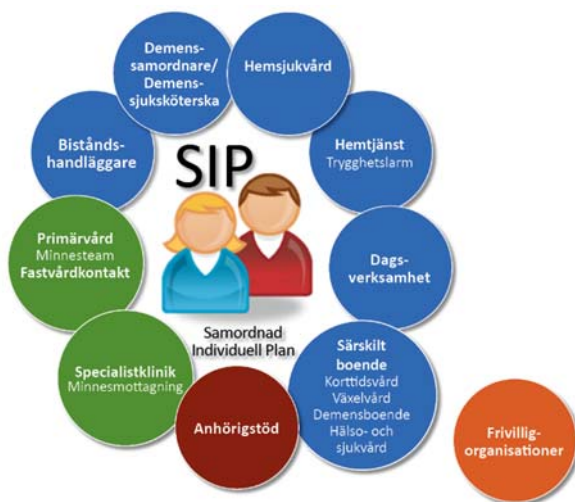 Demens-
samordnare/
Demens-
sjuksköterska
Hemsjukvård
Bistånds-
handläggare
SIP
Hemtjänst
Trygghetslarm
Primärvård
Minnesteam
Fastvårdkontakt
Dags-
verksamhet
Samordnad
Individuell Plan
Specialistklinik
Minnesmottagning
Särskilt
boende
Korttidsvård
Växelvård
Demensboende
Hälso- och
sjukvård
Anhörigstöd
Frivillig-
organisationer